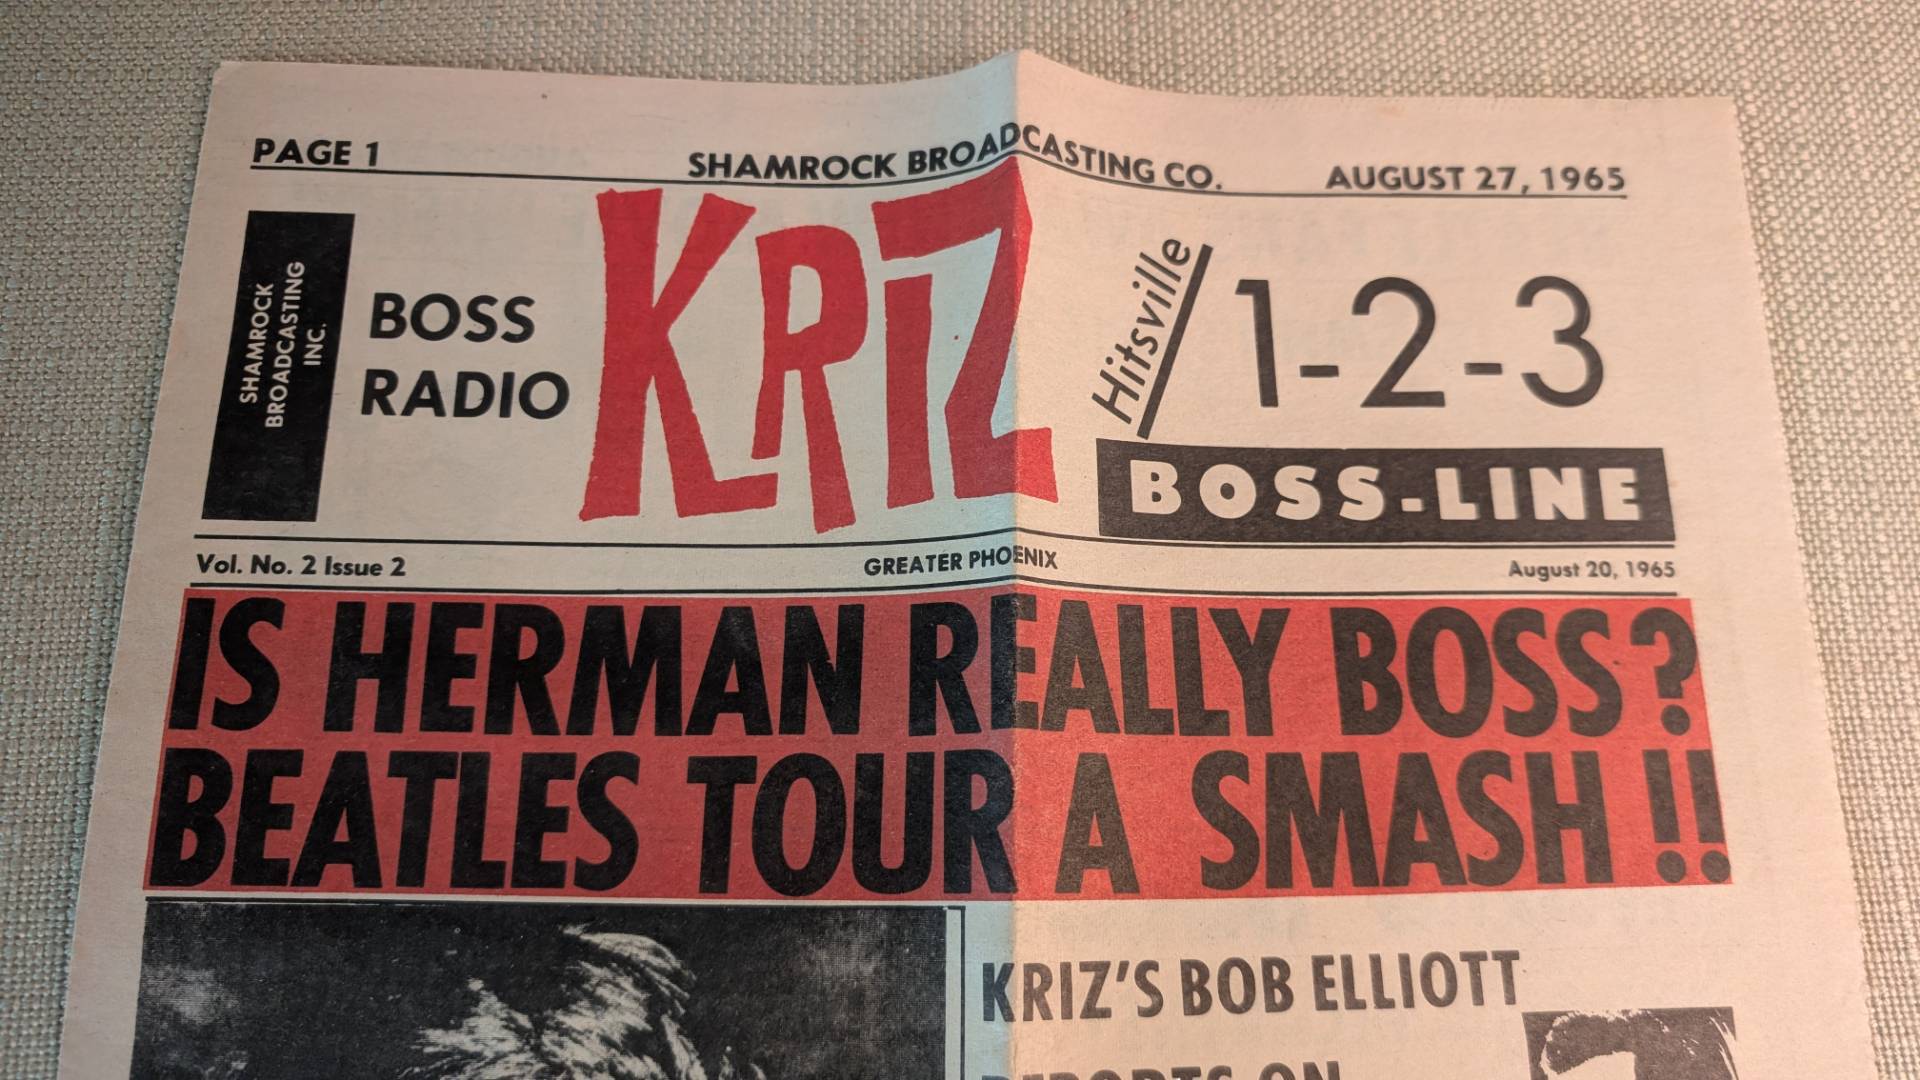 PAGE 1
SHAMROCK BROADCASTING CO.
AUGUST 27, 1965
SHAMROCK
BROADCASTING
INC.
BOSS
RADIO
KRIZ
Hitsville
1-2-3
BOSS-LINE
Vol. No. 2 Issue 2
GREATER PHOENIX
August 20, 1965
IS HERMAN REALLY BOSS?
BEATLES TOUR A SMASH!!
KRIZ'S BOB ELLIOTT
REPORTS ON